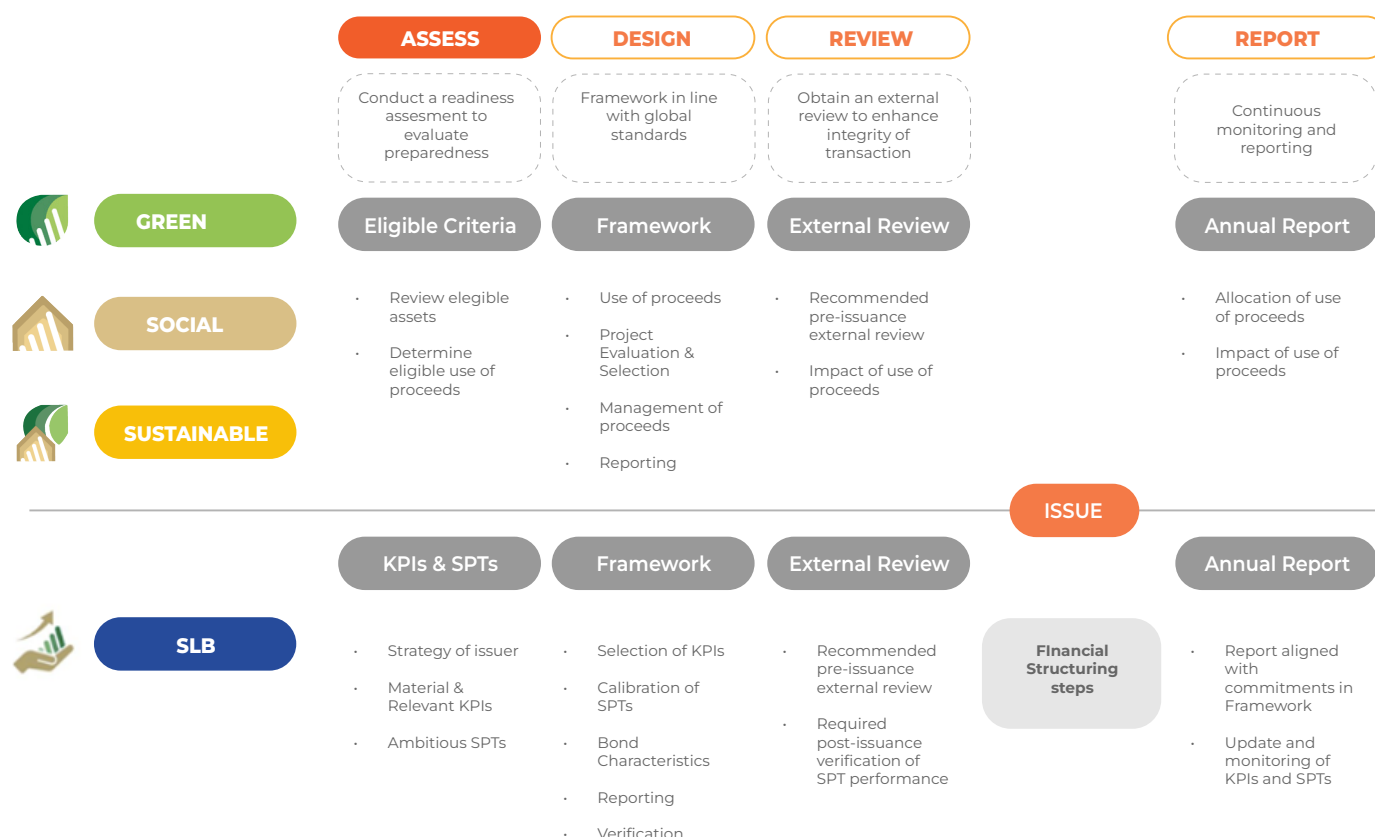 ASSESS
DESIGN
REVIEW
REPORT
Conduct a readiness
assesment to
evaluate
preparedness
Framework in line
with global
standards
Obtain an external
review to enhance
integrity of
transaction
Continuous
monitoring and
reporting
GREEN
Eligible Criteria
Framework
External Review
Annual Report
SOCIAL
SUSTAINABLE
• Review elegible
assets
• Determine
eligible use of
proceeds
• Use of proceeds
• Project
Evaluation &
Selection
• Management of
proceeds
• Reporting
• Recommended
pre-issuance
external review
• Impact of use of
proceeds
• Allocation of use
of proceeds
• Impact of use of
proceeds
ISSUE
KPIs & SPTs
Framework
External Review
Annual Report
SLB
• Strategy of issuer
• Material &
Relevant KPIs
• Ambitious SPTs
• Selection of KPIs
• Calibration of
SPTs
• Bond
Characteristics
• Reporting
• Verification
• Recommended
pre-issuance
external review
• Required
post-issuance
verification of
SPT performance
FInancial
Structuring
steps
• Report aligned
with
commitments in
Framework
• Update and
monitoring of
KPIs and SPTs